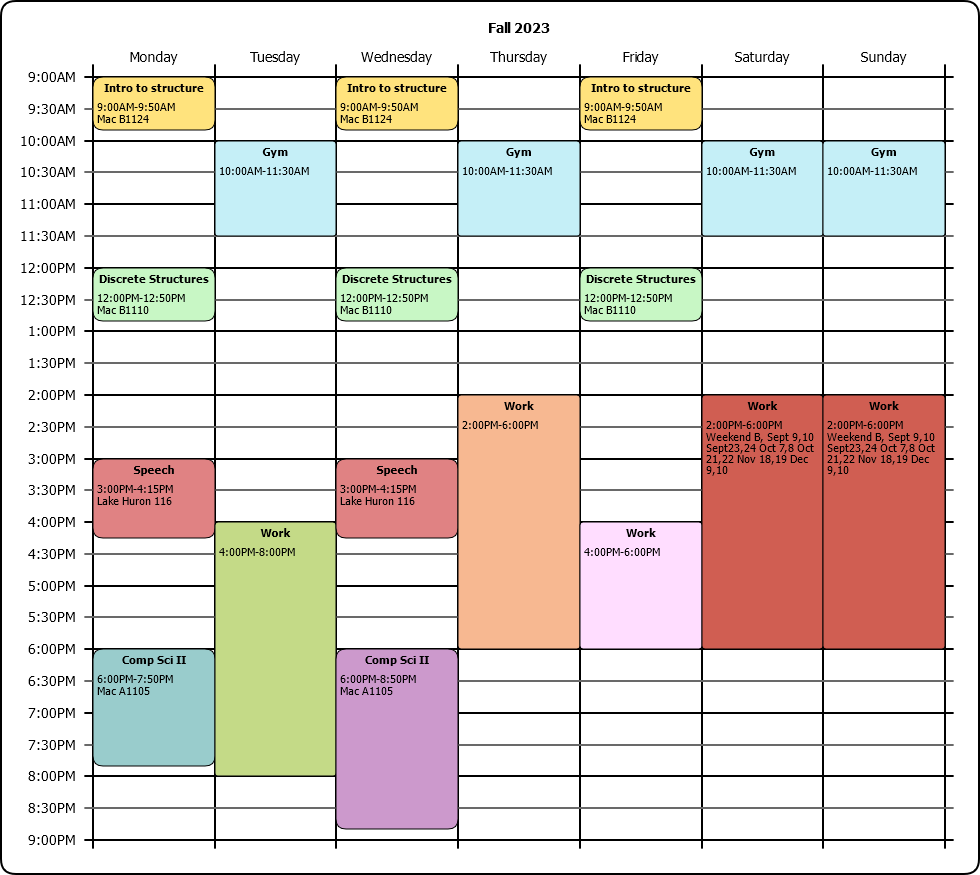 Fall 2023
Monday Tuesday Wednesday Thursday Friday Saturday Sunday
9:00AM
9:30AM
10:00AM
10:30AM
11:00AM
11:30AM
12:00PM
12:30PM
1:00PM
1:30PM
2:00PM
2:30PM
3:00PM
3:30PM
4:00PM
4:30PM
5:00PM
5:30PM
6:00PM
6:30PM
7:00PM
7:30PM
8:00PM
8:30PM
9:00PM
Intro to structure
9:00AM-9:50AM
Mac B1124
Discrete Structures
12:00PM-12:50PM
Mac B1110
Speech
3:00PM-4:15PM
Lake Huron 116
Comp Sci II
6:00PM-7:50PM
Mac A1105
Gym
10:00AM-11:30AM
Work
4:00PM-8:00PM
Intro to structure
9:00AM-9:50AM
Mac B1124
Discrete Structures
12:00PM-12:50PM
Mac B1110
Speech
3:00PM-4:15PM
Lake Huron 116
Comp Sci II
6:00PM-8:50PM
Mac A1105
Gym
10:00AM-11:30AM
Work
2:00PM-6:00PM
Intro to structure
9:00AM-9:50AM
Mac B1124
Discrete Structures
12:00PM-12:50PM
Mac B1110
Work
4:00PM-6:00PM
Gym
10:00AM-11:30AM
Work
2:00PM-6:00PM
Weekend B, Sept 9,10
Sept23,24 Oct 7,8 Oct
21,22 Nov 18,19 Dec
9,10
Gym
10:00AM-11:30AM
Work
2:00PM-6:00PM
Weekend B, Sept 9,10
Sept23,24 Oct 7,8 Oct
21,22 Nov 18,19 Dec
9,10